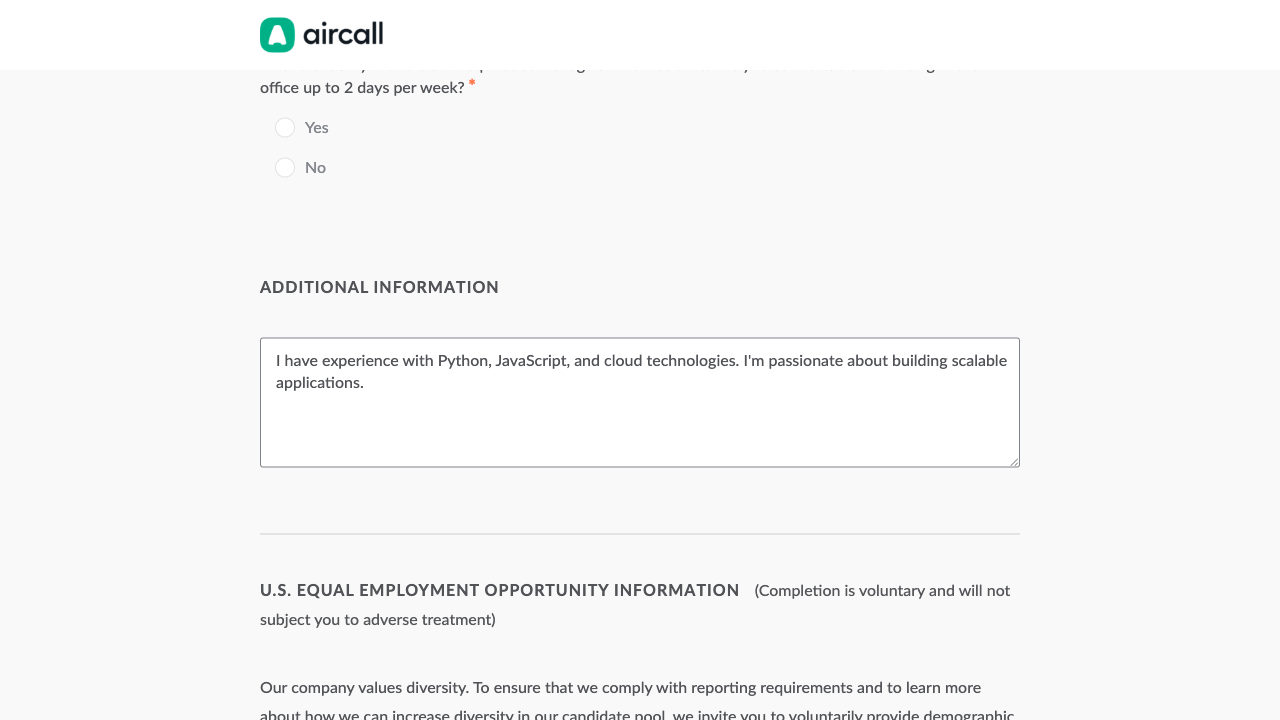 aircall
office up to 2 days per week? *
Yes
No
ADDITIONAL INFORMATION
I have experience with Python, JavaScript, and cloud technologies. I'm passionate about building scalable
applications.
U.S. EQUAL EMPLOYMENT OPPORTUNITY INFORMATION (Completion is voluntary and will not
subject you to adverse treatment)
Our company values diversity. To ensure that we comply with reporting requirements and to learn more
about how we can increase diversity in our candidate pool, we invite you to voluntarily provide demographic